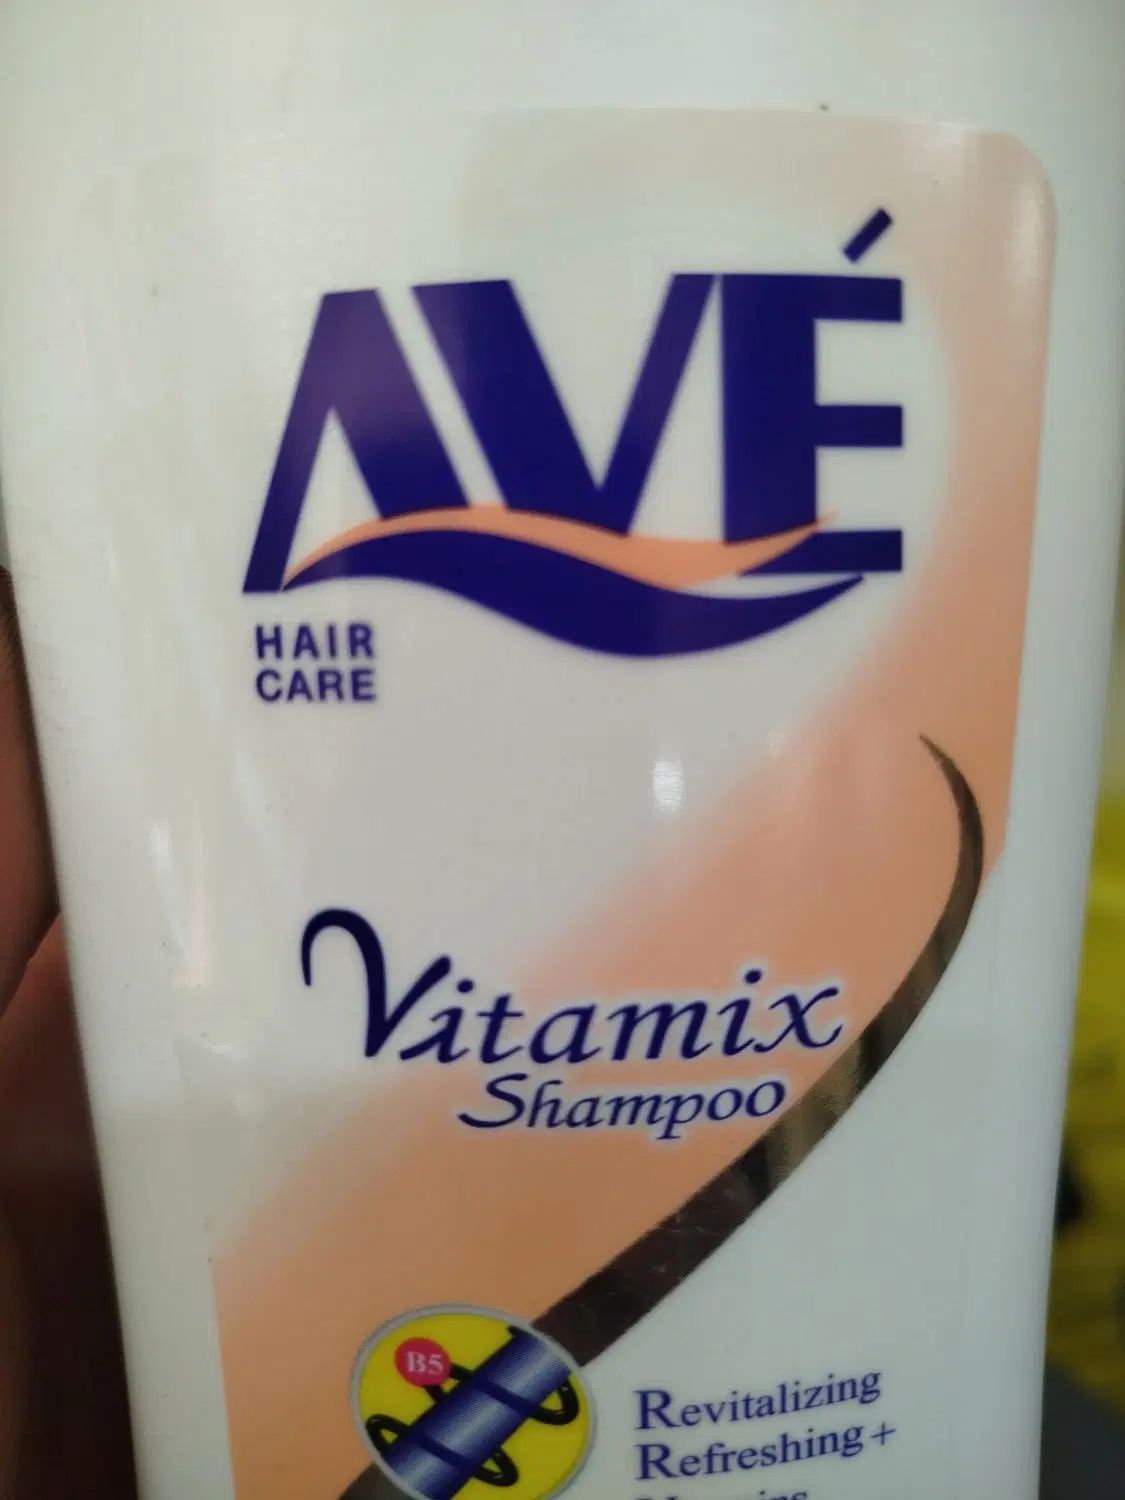 AVÉ
HAIR
CARE
Vitamix
Shampoo
B5
Revitalizing
Refreshing+